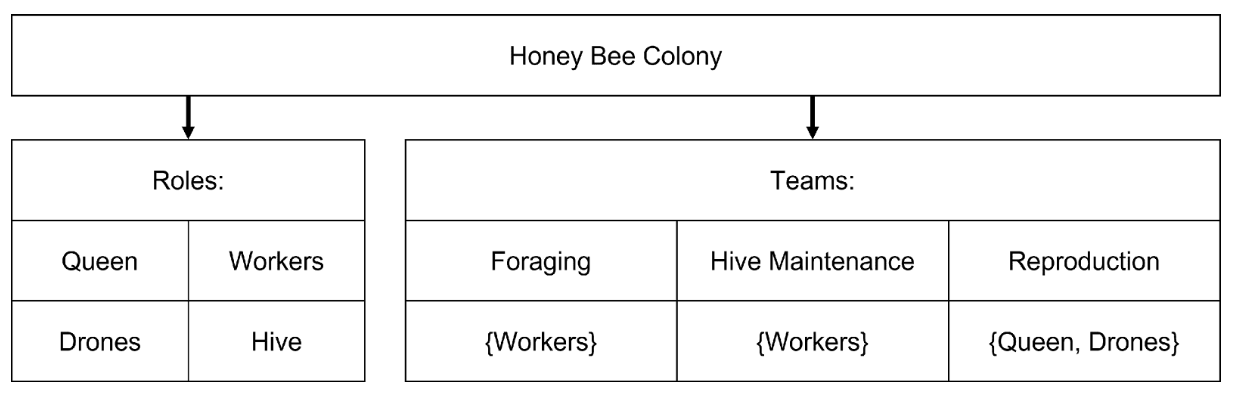 Honey Bee Colony
Roles:
Queen
Workers
Drones
Hive
Teams:
Foraging
Hive Maintenance
Reproduction
{Workers}
{Workers}
{Queen, Drones}